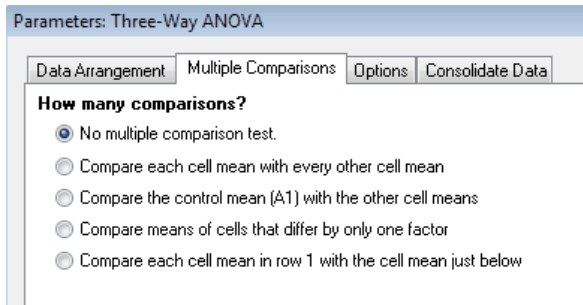 Parameters: Three-Way ANOVA
Data Arrangement Multiple Comparisons Options Consolidate Data
How many comparisons?
No multiple comparison test.
Compare each cell mean with every other cell mean
Compare the control mean (A1) with the other cell means
Compare means of cells that differ by only one factor
Compare each cell mean in row 1 with the cell mean just below